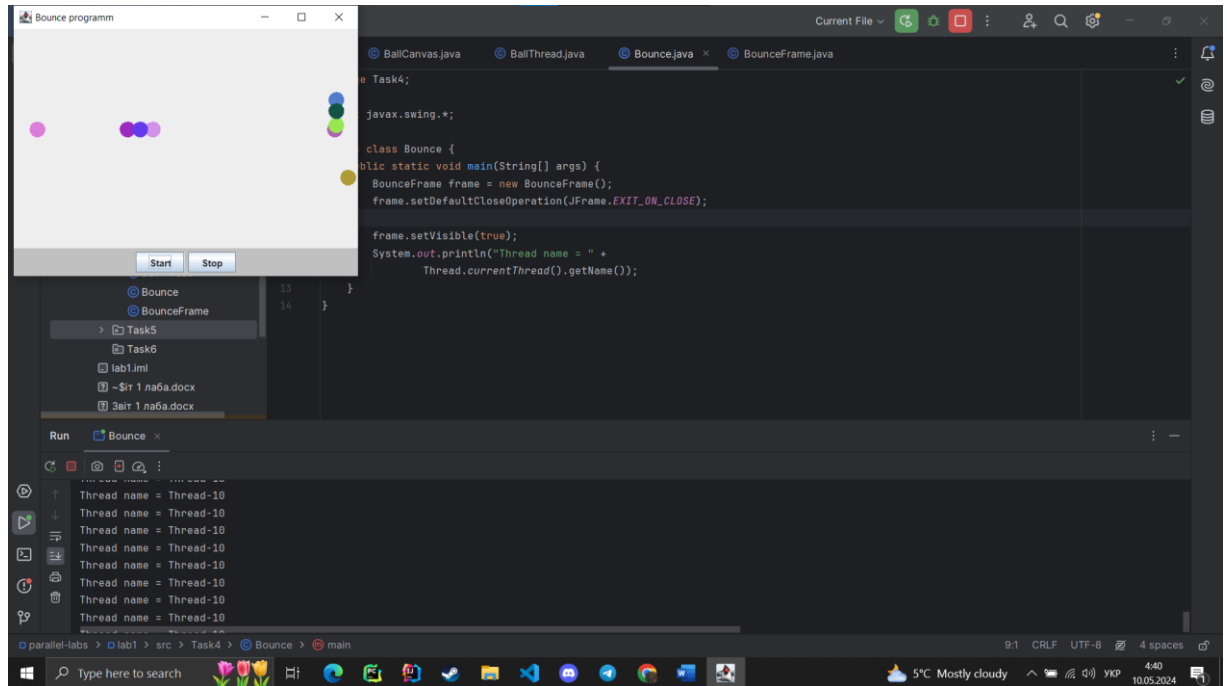 Bounce programm
Current File
BallCanvas.java
BallThread.java
Bounce.java
BounceFrame.java
e Task4;
javax.swing.*;
class Bounce {
blic static void main(String[] args) {
BounceFrame frame = new BounceFrame();
frame.setDefaultCloseOperation(JFrame.EXIT_ON_CLOSE);
frame.setVisible(true);
System.out.println("Thread name = " +
Thread.currentThread().getName());
13 }
14 }
Start Stop
Bounce
BounceFrame
Task5
Task6
lab1.iml
~$іт 1 лаба.docx
Звіт 1 лаба.docx
Run Bounce
Thread name = Thread-10
Thread name = Thread-10
Thread name = Thread-10
Thread name = Thread-10
Thread name = Thread-10
Thread name = Thread-10
Thread name = Thread-10
Thread name = Thread-10
parallel-labs > lab1 > src > Task4 > Bounce > main
9:1 CRLF UTF-8 4 spaces
Type here to search
5°C Mostly cloudy
УКР
4:40
10.05.2024